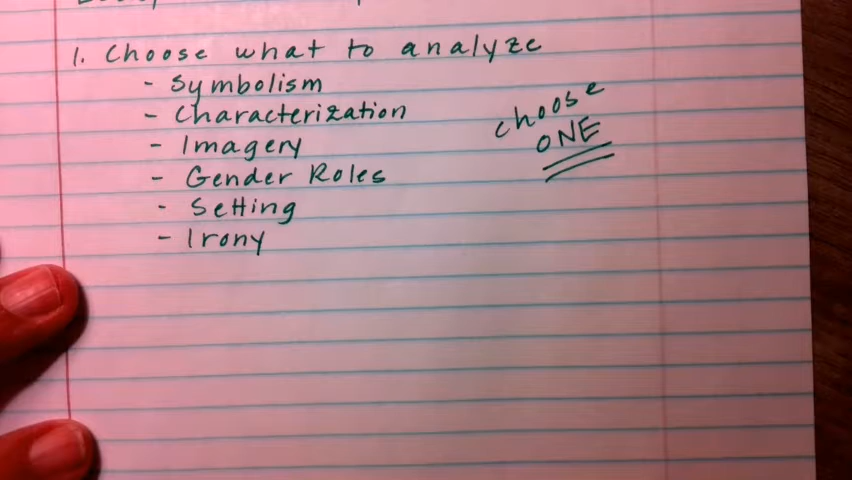 1. Choose what to analyze
- Symbolism
- Characterization
- Imagery
- Gender Roles
- Setting
- Irony
choose
ONE